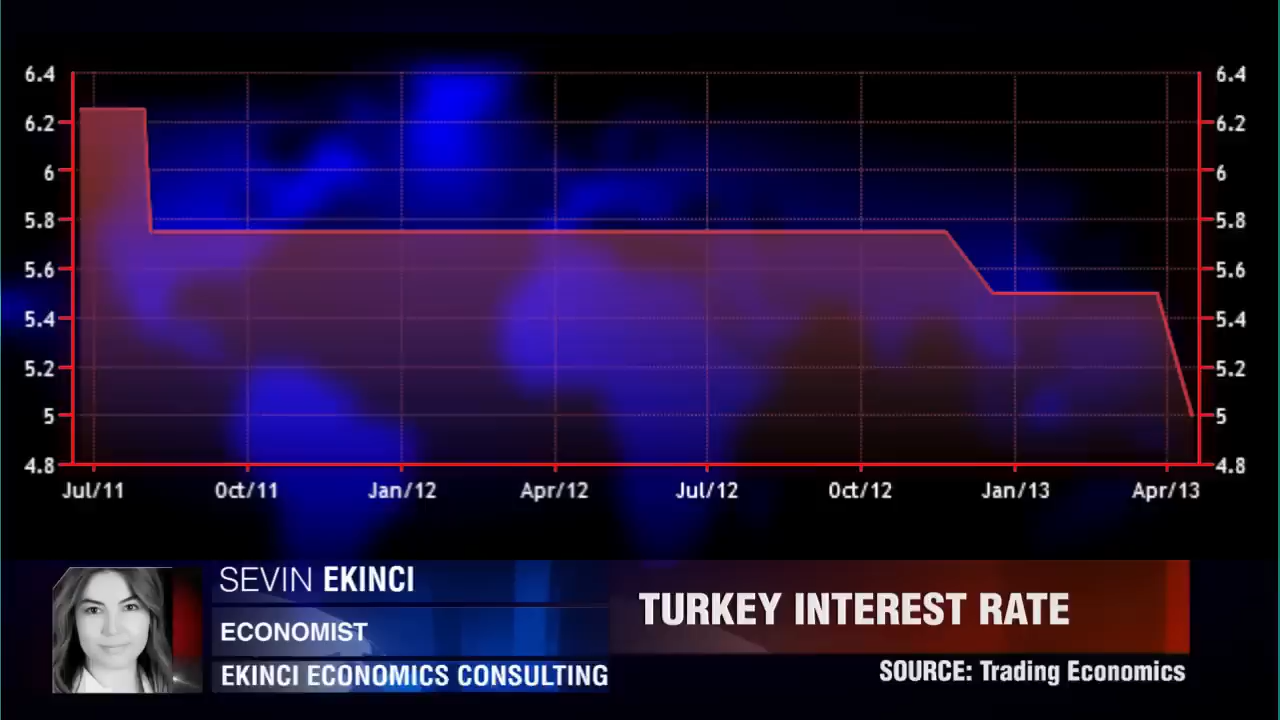 6.4 6.4
6.2 6.2
6 6
5.8 5.8
5.6 5.6
5.4 5.4
5.2 5.2
5 5
4.8 4.8
Jul/11 Oct/11 Jan/12 Apr/12 Jul/12 Oct/12 Jan/13 Apr/13
SEVIN EKINCI
ECONOMIST
EKINCI ECONOMICS CONSULTING
TURKEY INTEREST RATE
SOURCE: Trading Economics